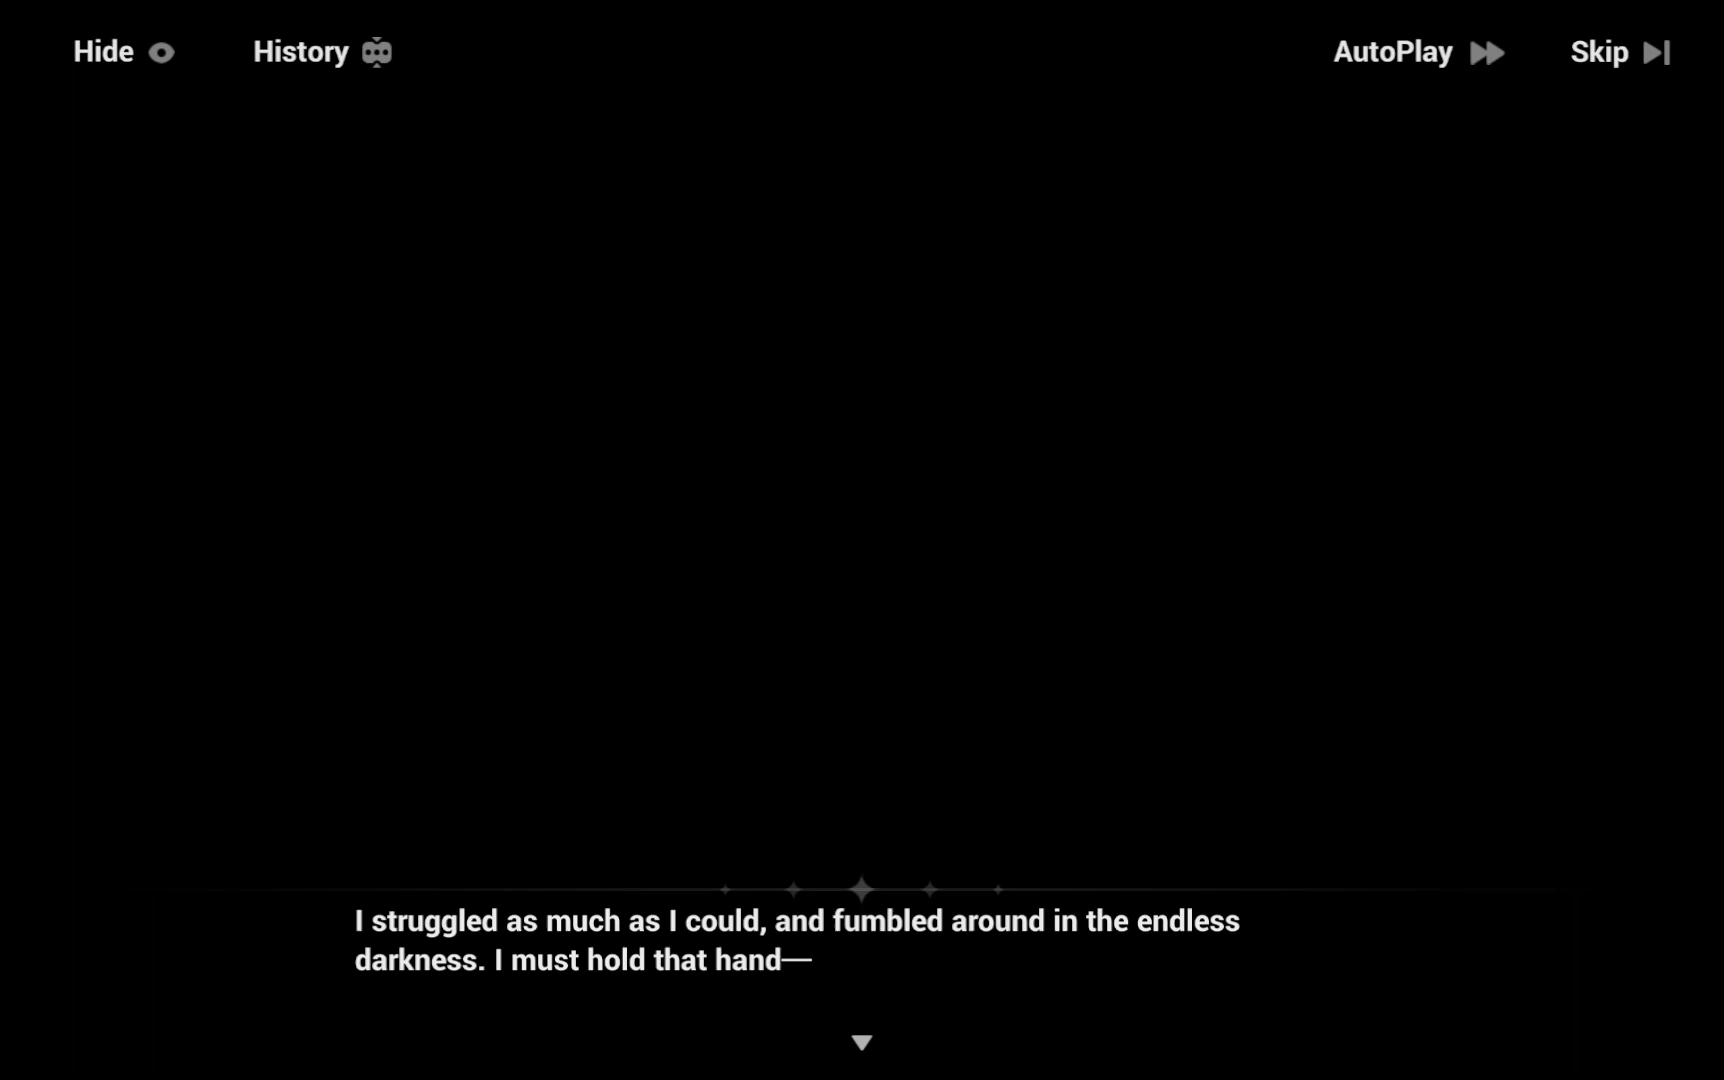 Hide
History
AutoPlay
Skip
I struggled as much as I could, and fumbled around in the endless
darkness. I must hold that hand—